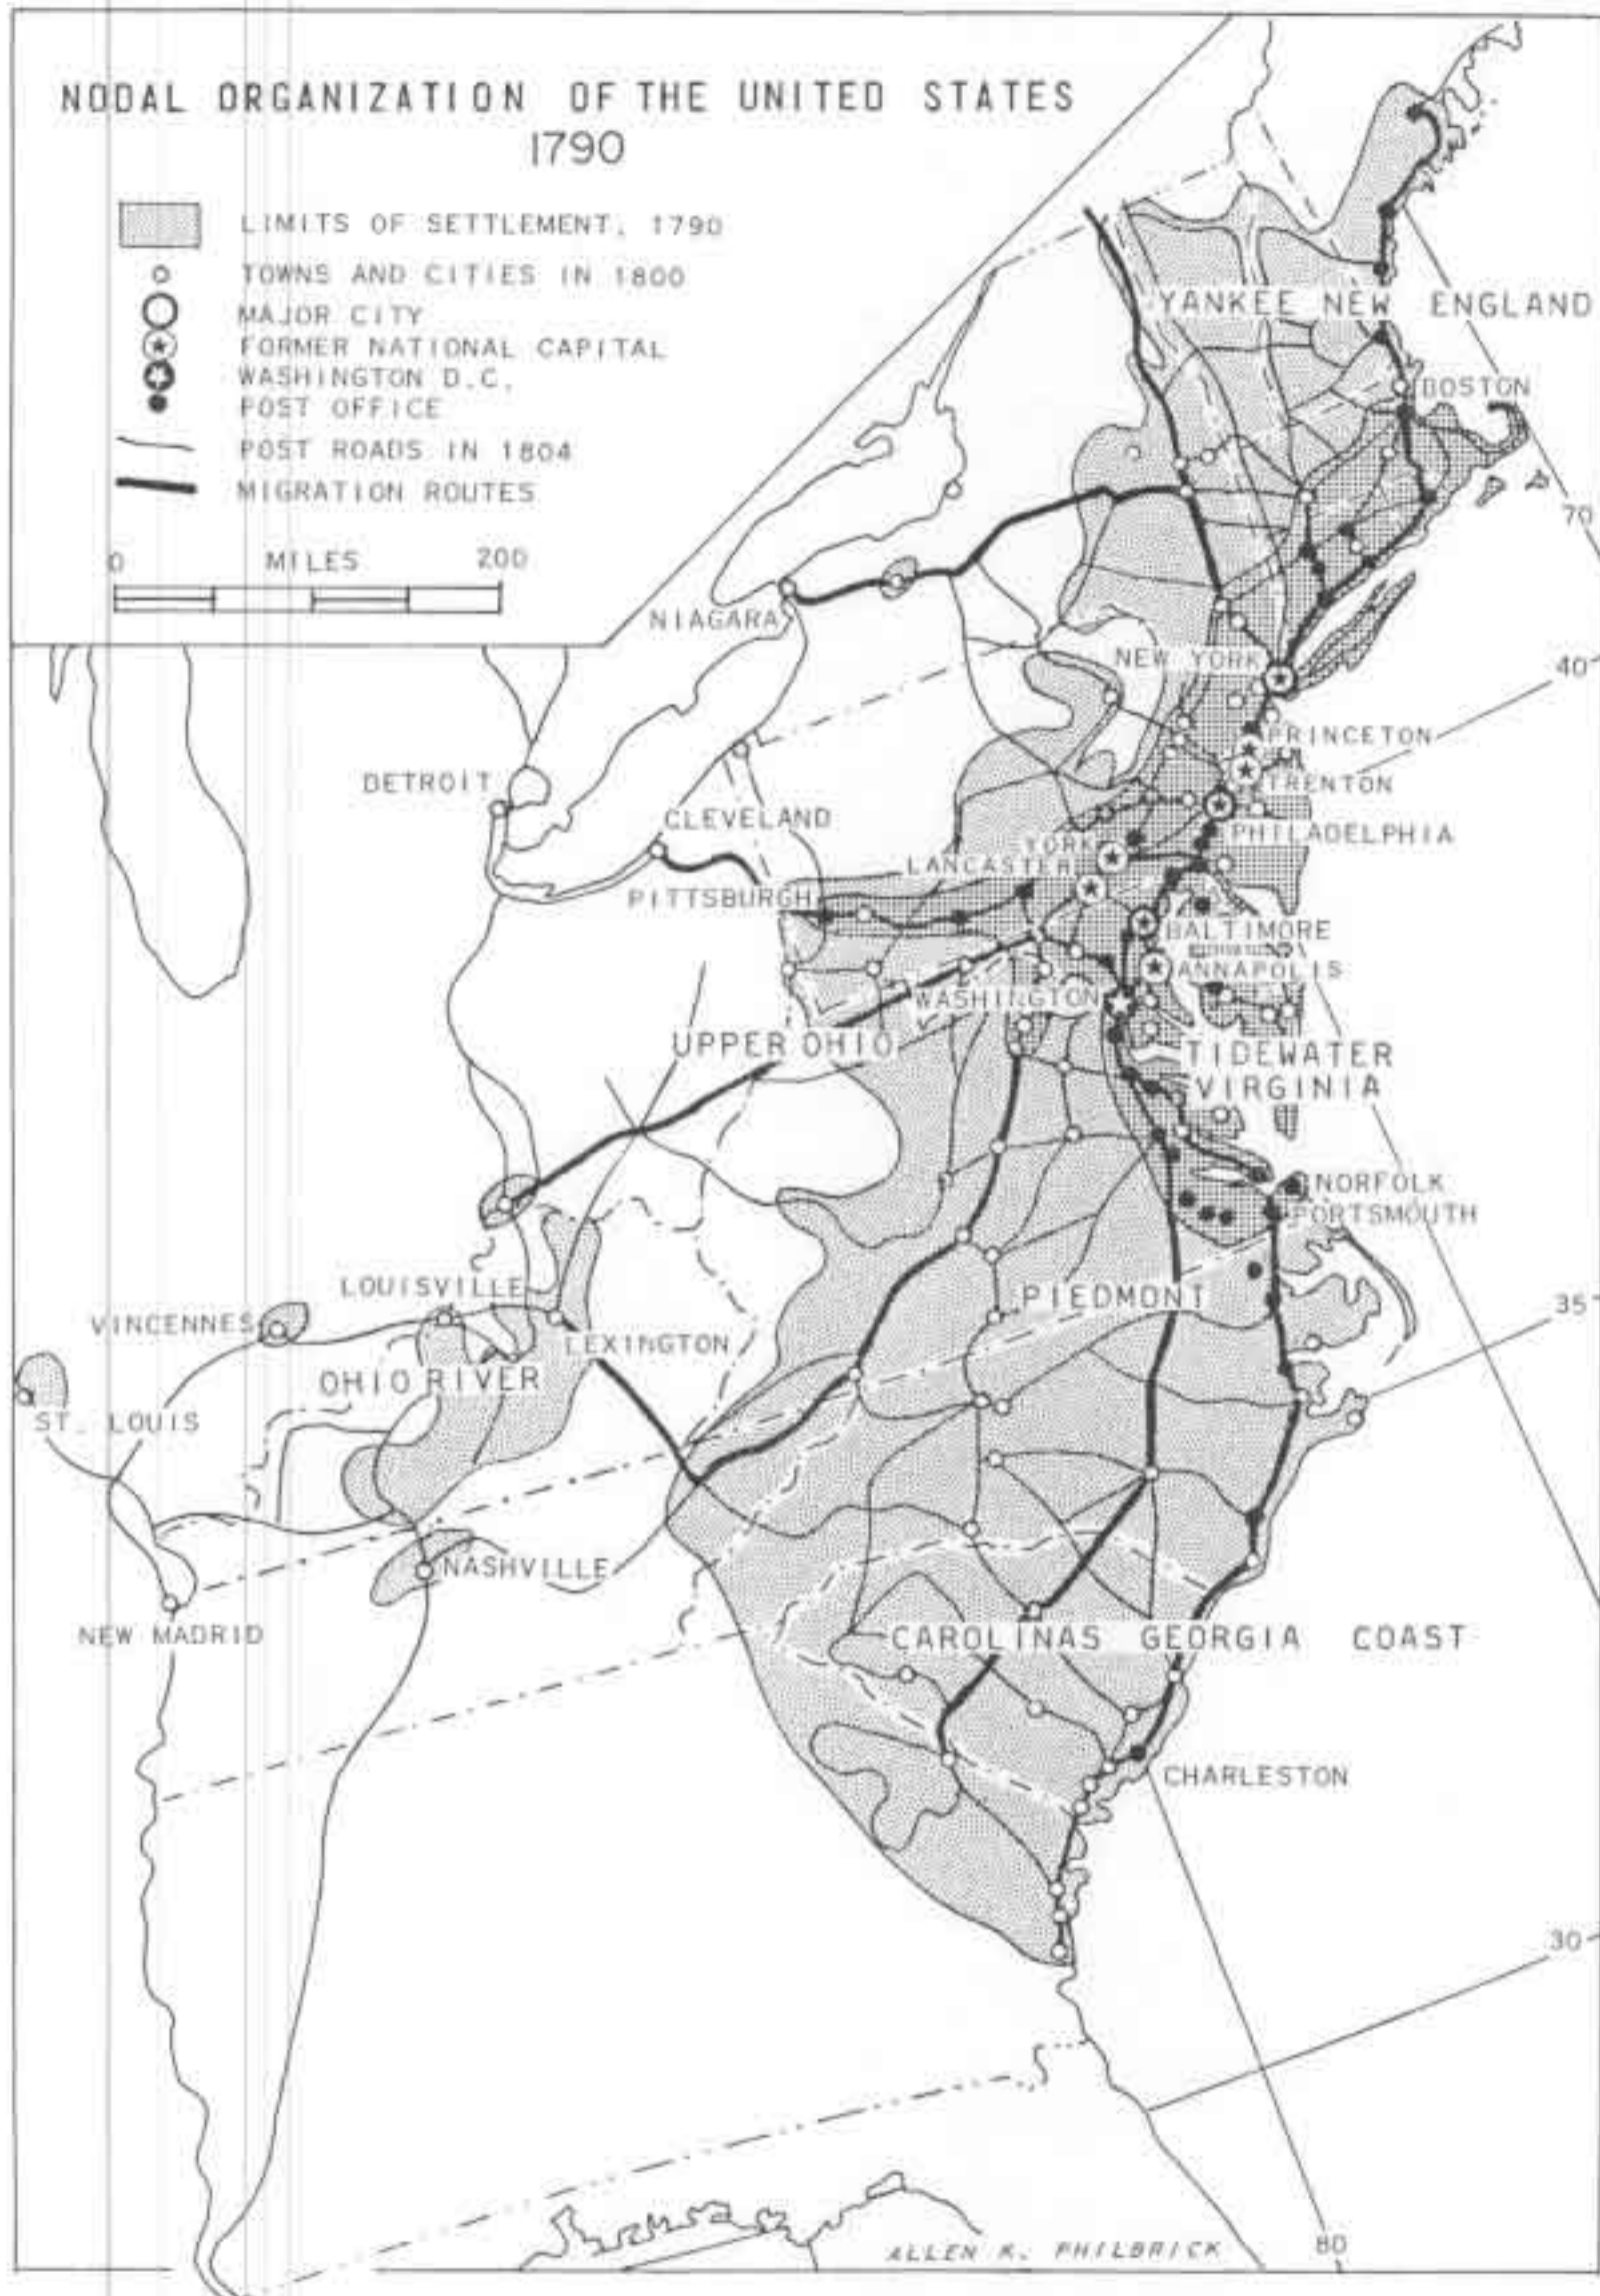 NODAL ORGANIZATION OF THE UNITED STATES
1790
LIMITS OF SETTLEMENT, 1790
TOWNS AND CITIES IN 1800
MAJOR CITY
FORMER NATIONAL CAPITAL
WASHINGTON D.C.
POST OFFICE
POST ROADS IN 1804
MIGRATION ROUTES
0 MILES 200
YANKEE NEW ENGLAND
BOSTON
70
NIAGARA
NEW YORK
40
PRINCETON
DETROIT
TRENTON
CLEVELAND
PHILADELPHIA
YORK
LANCASTER
PITTSBURGH
BALTIMORE
ANNAPOLIS
WASHINGTON
UPPER OHIO
TIDEWATER
VIRGINIA
NORFOLK
PORTSMOUTH
LOUISVILLE
PIEDMONT
35
VINCENNES
LEXINGTON
OHIO RIVER
ST. LOUIS
NASHVILLE
NEW MADRID
CAROLINAS GEORGIA COAST
CHARLESTON
30
80
ALLEN K. PHILBRICK